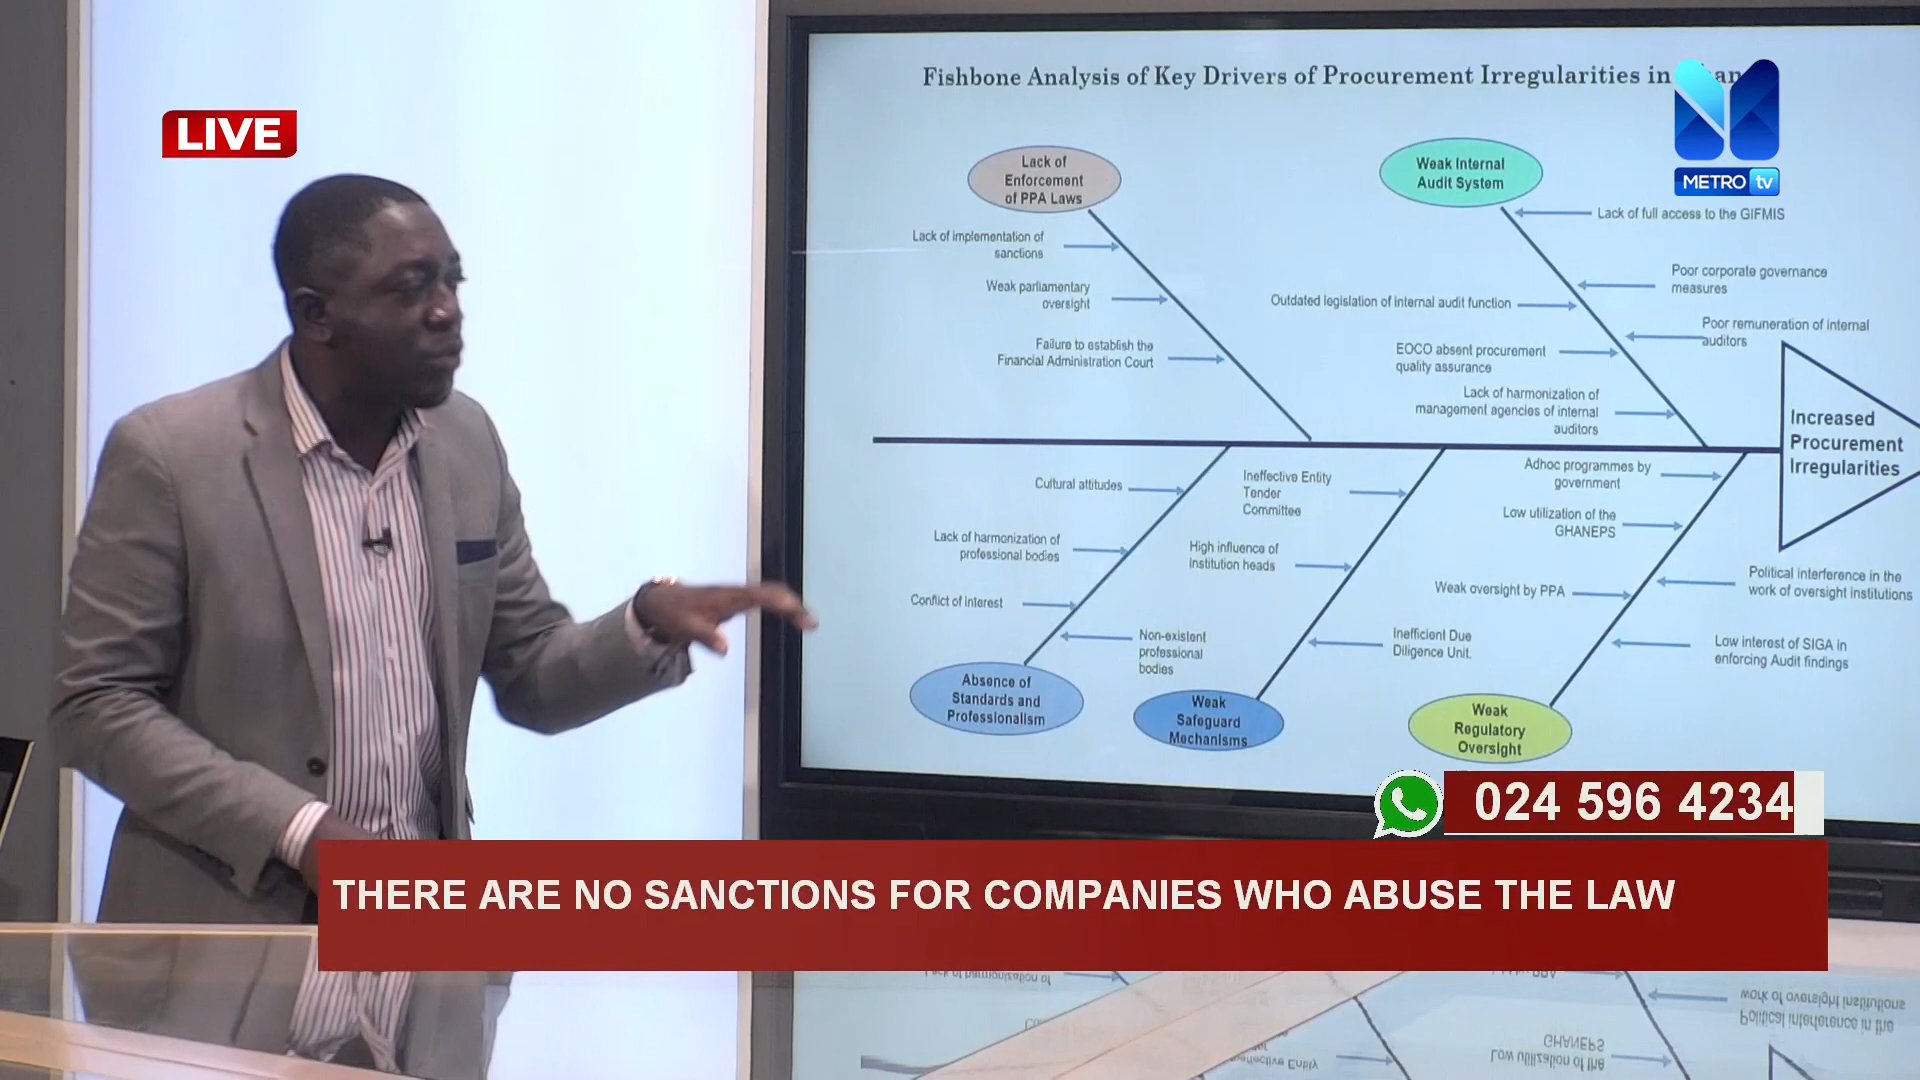 Fishbone Analysis of Key Drivers of Procurement Irregularities in
LIVE
METRO tv
Lack of
Enforcement
of PPA Laws
Weak Internal
Audit System
Lack of implementation of
sanctions
Weak parliamentary
oversight
Failure to establish the
Financial Administration Court
Lack of full access to the GIFMIS
Poor corporate governance
measures
Outdated legislation of internal audit function
Poor remuneration of internal
auditors
EOCO absent procurement
quality assurance
Lack of harmonization of
management agencies of internal
auditors
Increased
Procurement
Irregularities
Cultural attitudes
Lack of harmonization of
professional bodies
Conflict of interest
Non-existent
professional
bodies
Absence of
Standards and
Professionalism
Ineffective Entity
Tender
Committee
High influence of
Institution heads
Inefficient Due
Diligence Unit.
Weak
Safeguard
Mechanisms
Adhoc programmes by
government
Low utilization of the
GHANEPS
Weak oversight by PPA
Political interference in the
work of oversight institutions
Low interest of SIGA in
enforcing Audit findings
Weak
Regulatory
Oversight
024 596 4234
THERE ARE NO SANCTIONS FOR COMPANIES WHO ABUSE THE LAW